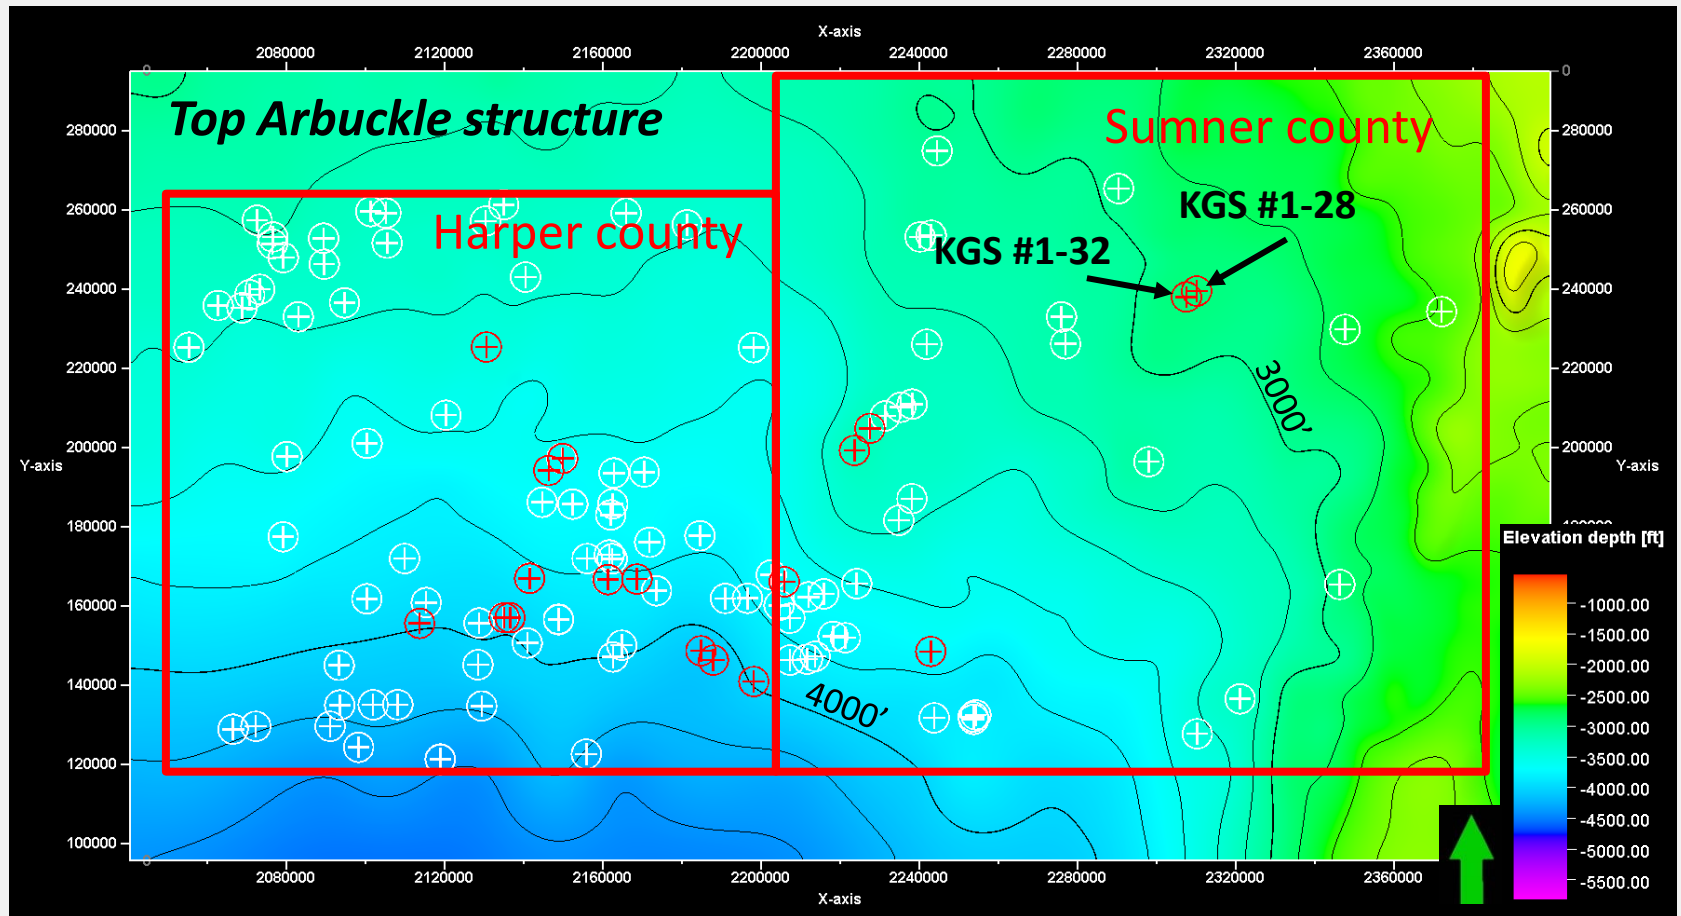 X-axis
2080000 2120000 2160000 2200000 2240000 2280000 2320000 2360000
0 0
Top Arbuckle structure
Sumner county
280000 280000
KGS #1-28
260000 260000
Harper county
KGS #1-32
240000 240000
220000 220000
3000’
200000 200000
Y-axis Y-axis
180000
Elevation depth [ft]
160000
-1000.00
-1500.00
-2000.00
140000
-2500.00
4000’
-3000.00
120000
-3500.00
-4000.00
-4500.00
100000
-5000.00
0
-5500.00
2080000 2120000 2160000 2200000 2240000 2280000 2320000 2360000
X-axis